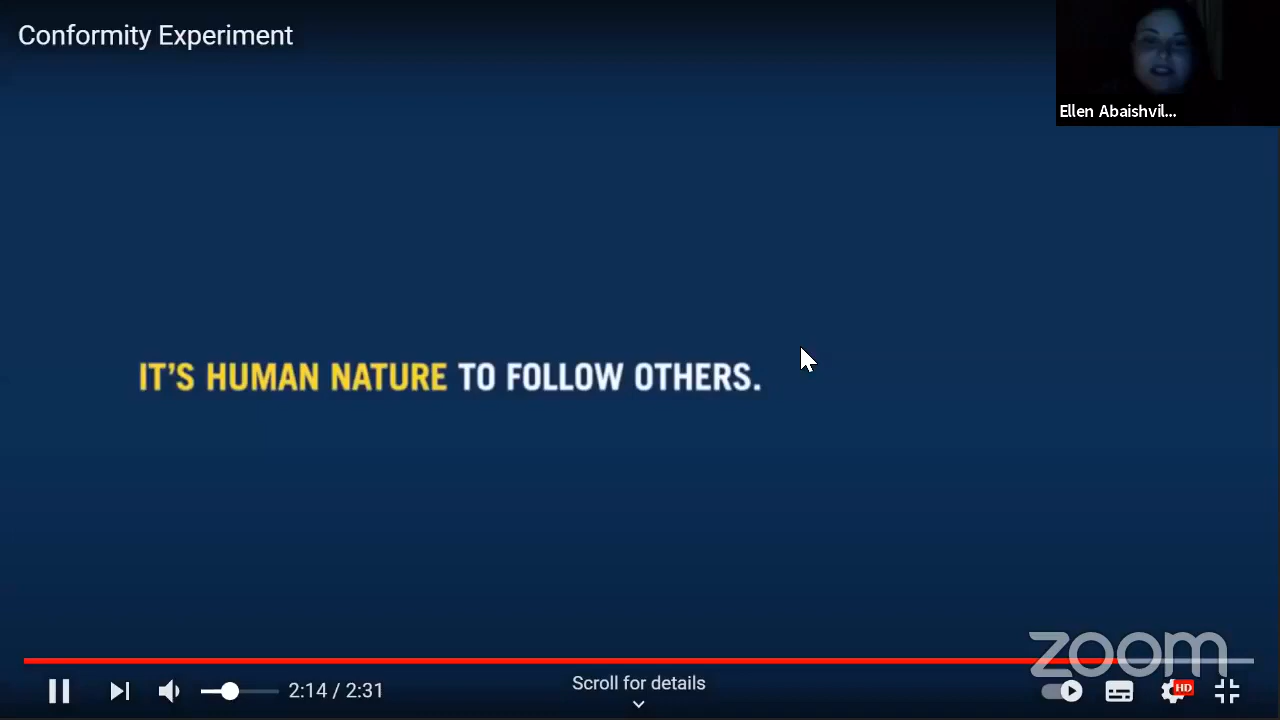 Conformity Experiment
Ellen Abaishvil...
IT'S HUMAN NATURE TO FOLLOW OTHERS.
zoom
2:14 / 2:31
Scroll for details
HD